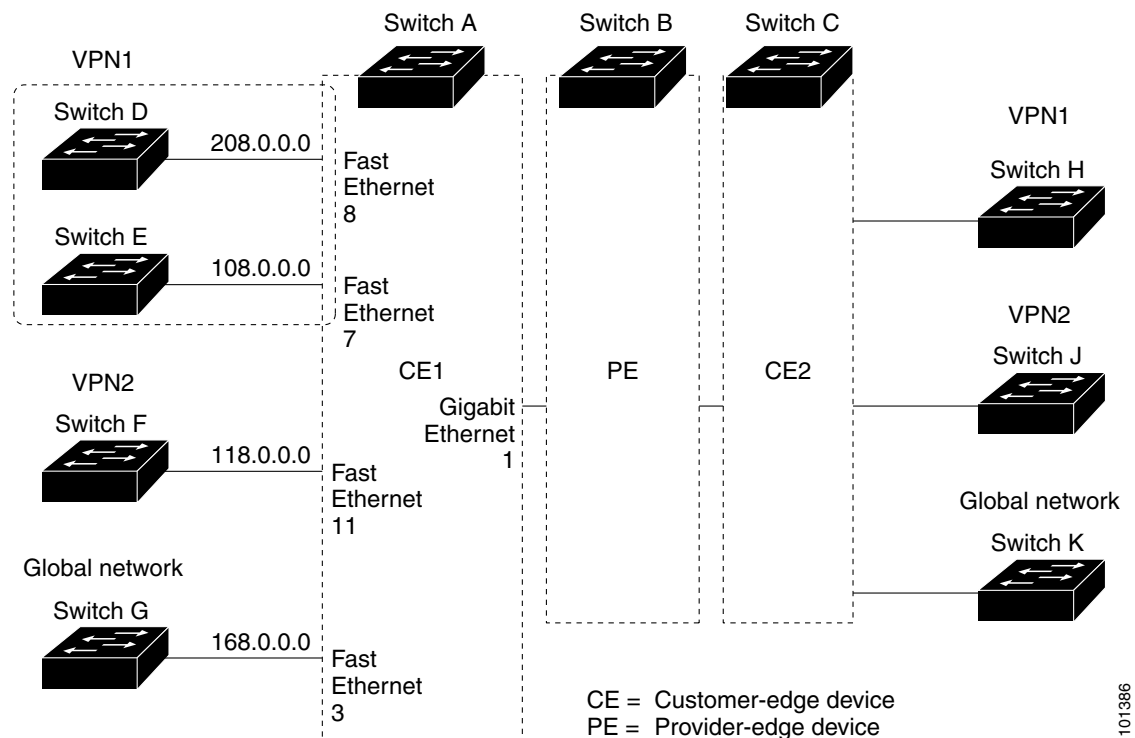 Switch A
Switch B
Switch C
VPN1
Switch D
208.0.0.0
Fast
Ethernet
8
Switch E
108.0.0.0
Fast
Ethernet
7
VPN2
Switch F
118.0.0.0
Fast
Ethernet
11
Global network
Switch G
168.0.0.0
Fast
Ethernet
3
CE1
Gigabit
Ethernet
1
PE
CE2
VPN1
Switch H
VPN2
Switch J
Global network
Switch K
CE = Customer-edge device
PE = Provider-edge device
101386